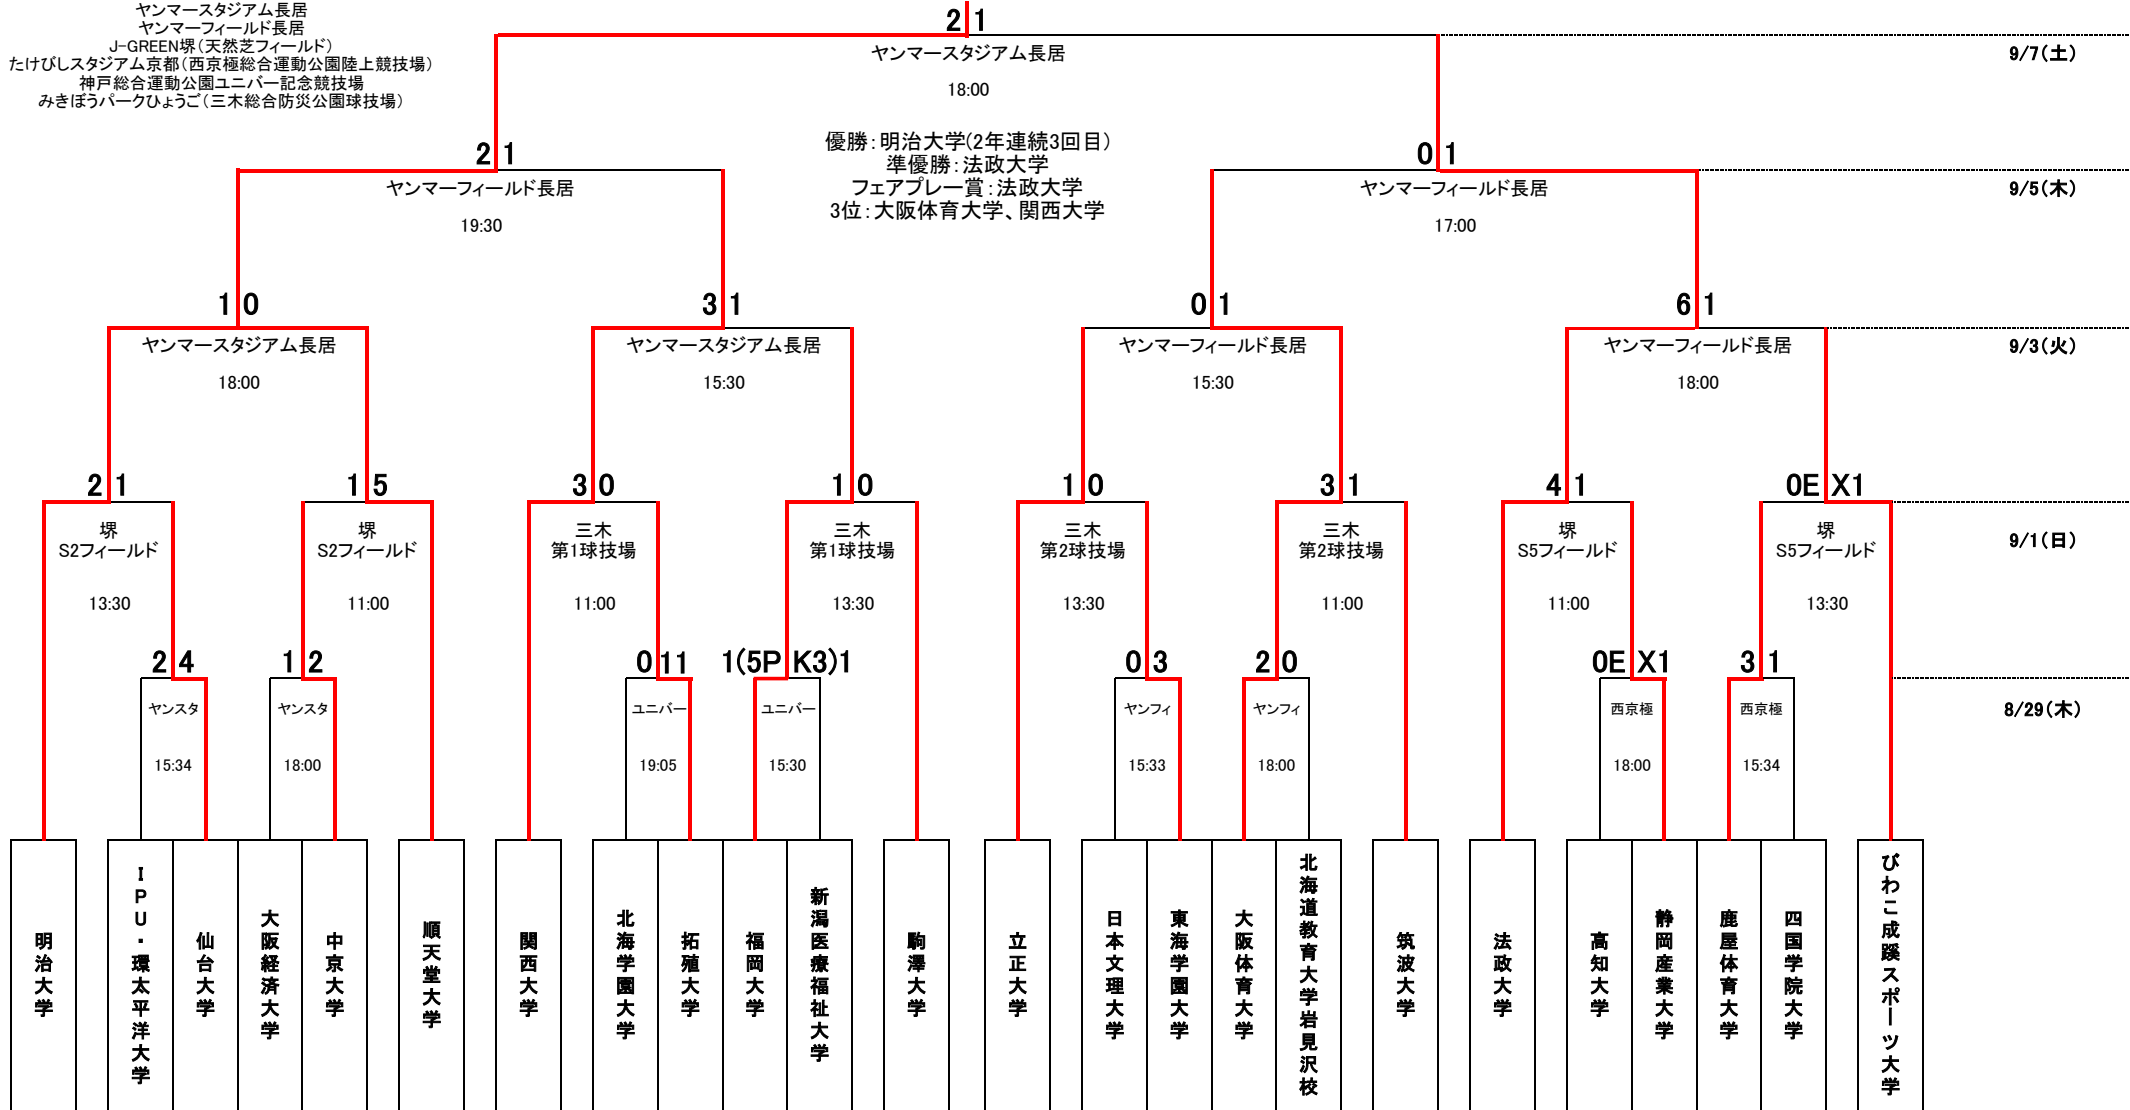 ヤンマースタジアム長居
ヤンマーフィールド長居
J-GREEN堺(天然芝フィールド)
たけびしスタジアム京都(西京極総合運動公園陸上競技場)
神戸総合運動公園ユニバー記念競技場
みきぼうパークひょうご(三木総合防災公園球技場)
2 1
ヤンマースタジアム長居
18:00
9/7(土)
優勝:明治大学(2年連続3回目)
準優勝:法政大学
フェアプレー賞:法政大学
3位:大阪体育大学、関西大学
2 1
ヤンマーフィールド長居
19:30
0 1
ヤンマーフィールド長居
17:00
9/5(木)
1 0
ヤンマースタジアム長居
18:00
3 1
ヤンマースタジアム長居
15:30
0 1
ヤンマーフィールド長居
15:30
6 1
ヤンマーフィールド長居
18:00
9/3(火)
2 1
堺
S2フィールド
13:30
1 5
堺
S2フィールド
11:00
3 0
三木
第1球技場
11:00
1 0
三木
第1球技場
13:30
1 0
三木
第2球技場
13:30
3 1
三木
第2球技場
11:00
4 1
堺
S5フィールド
11:00
0E X1
堺
S5フィールド
13:30
9/1(日)
2 4
ヤンスタ
15:34
1 2
ヤンスタ
18:00
0 11
ユニバー
19:05
1(5P K3)1
ユニバー
15:30
0 3
ヤンフィ
15:33
2 0
ヤンフィ
18:00
0E X1
西京極
18:00
3 1
西京極
15:34
8/29(木)
明治大学
IPU・環太平洋大学
仙台大学
大阪経済大学
中京大学
順天堂大学
関西大学
北海学園大学
拓殖大学
福岡大学
新潟医療福祉大学
駒澤大学
立正大学
日本文理大学
東海学園大学
大阪体育大学
北海道教育大学岩見沢校
筑波大学
法政大学
高知大学
静岡産業大学
鹿屋体育大学
四国学院大学
びわこ成蹊スポーツ大学